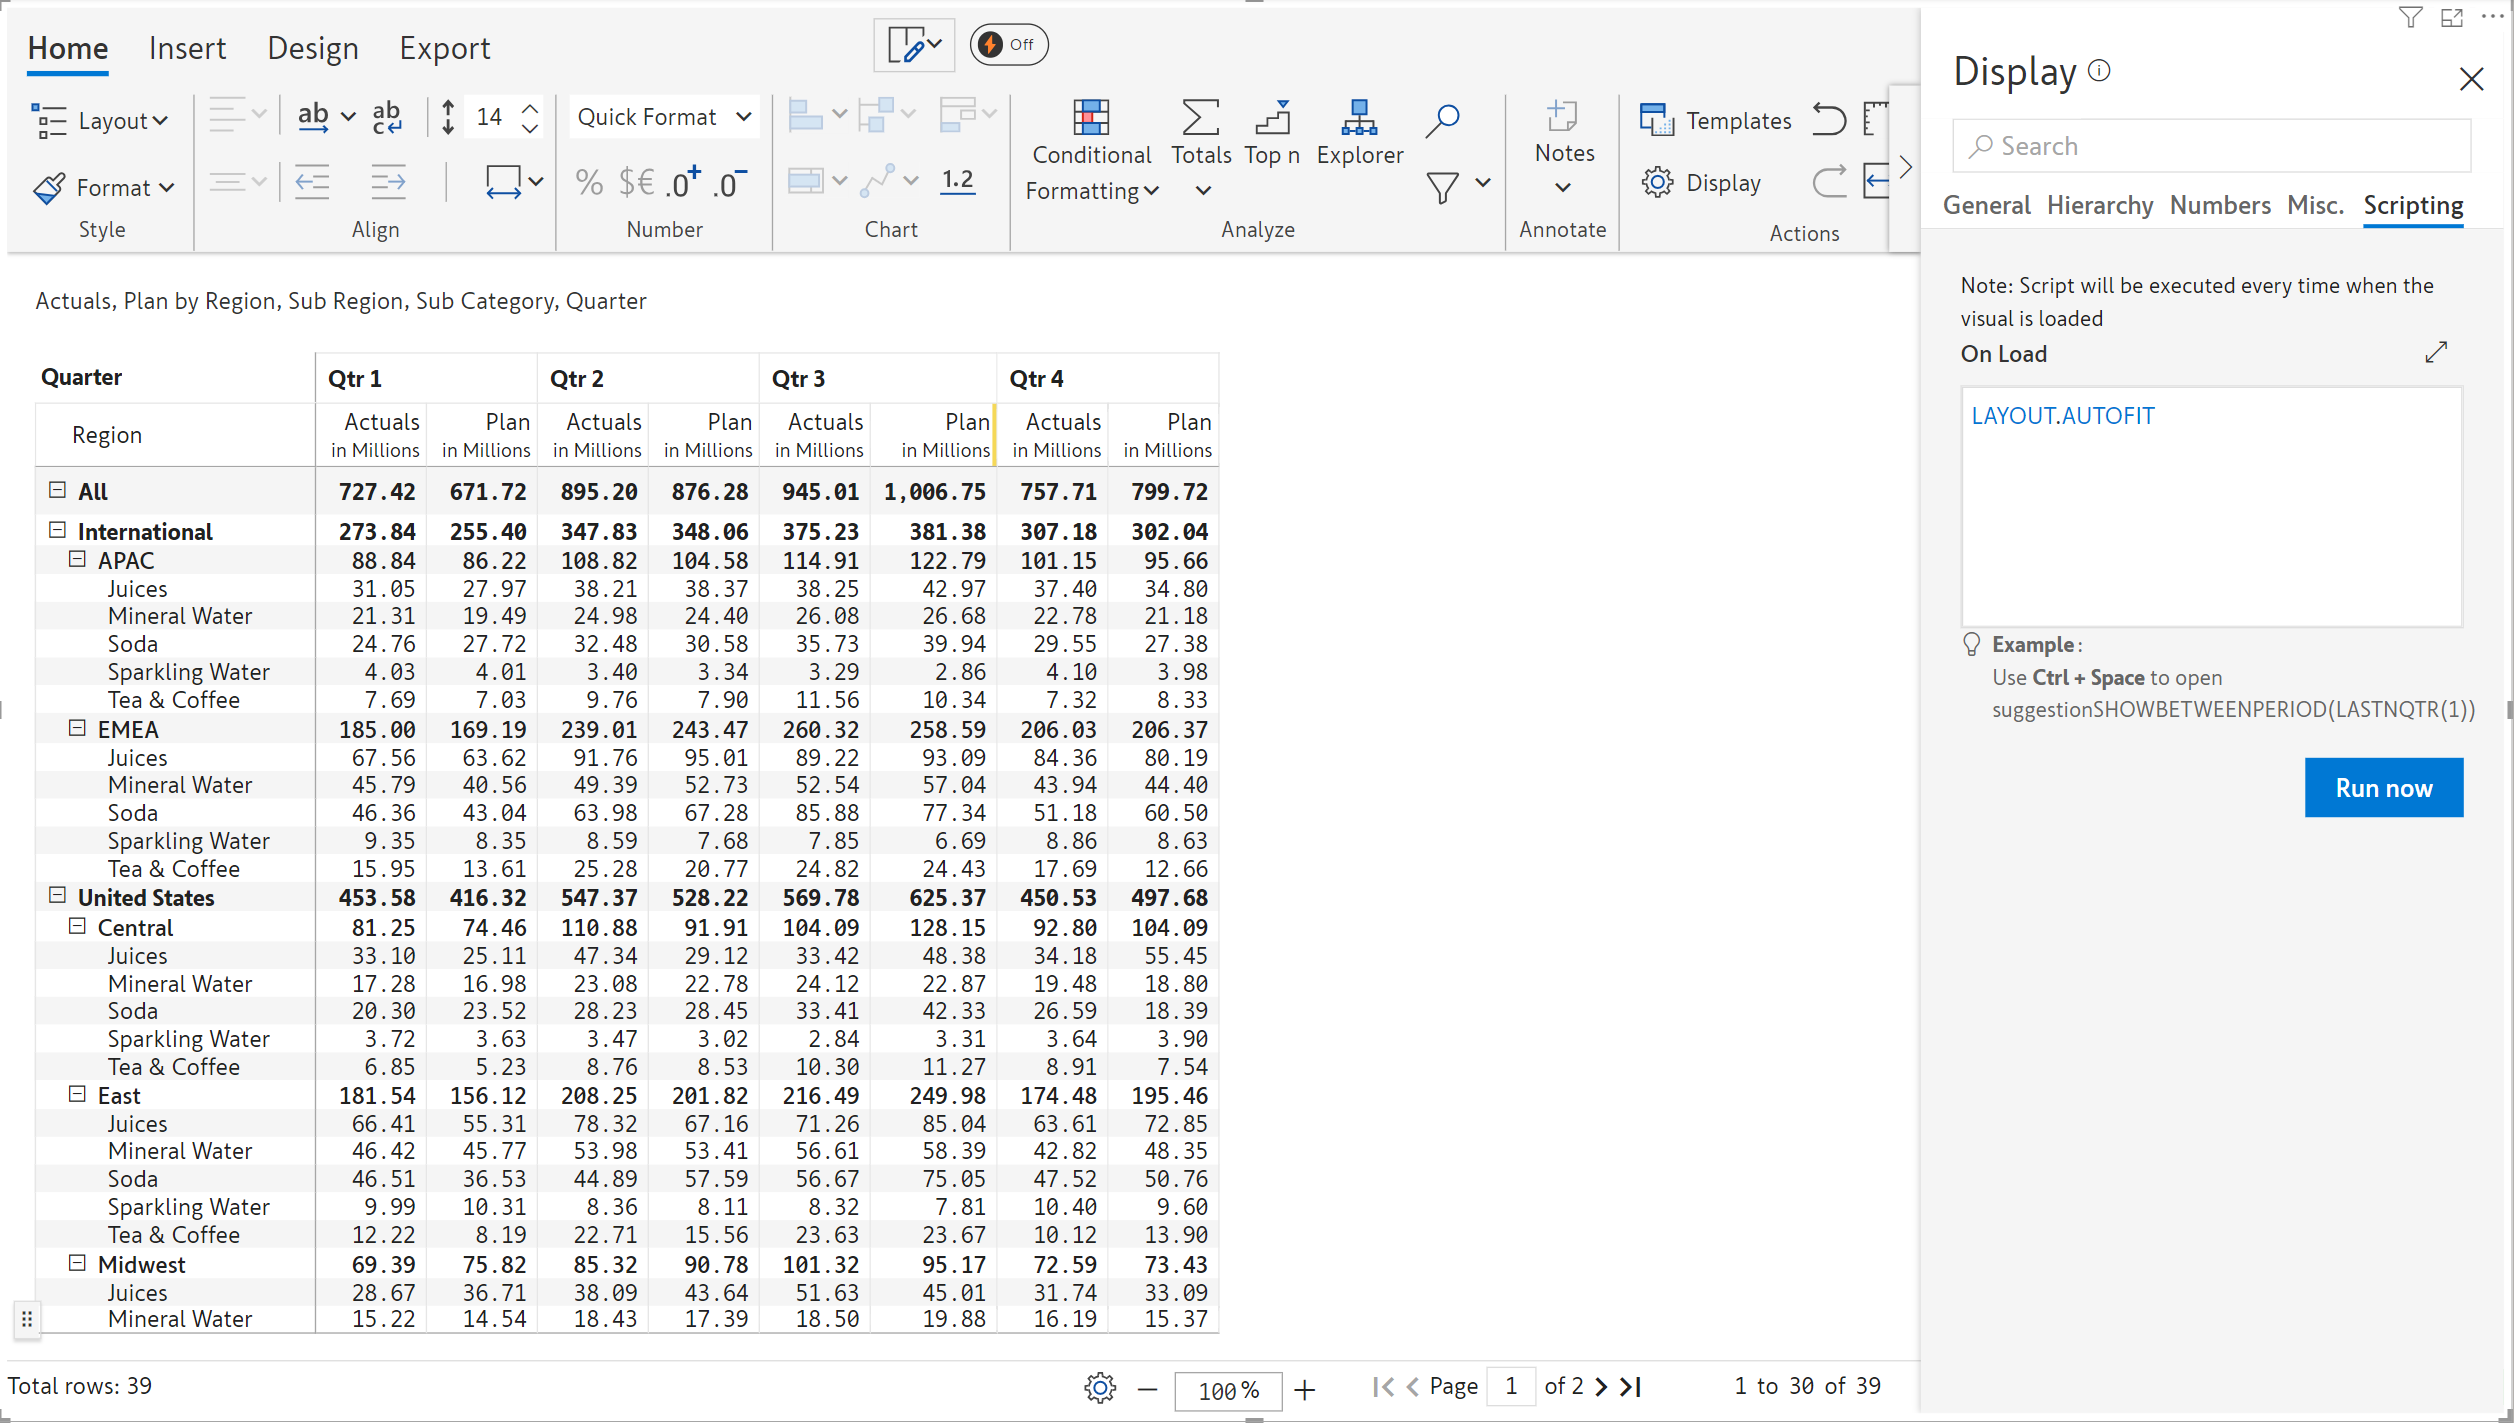 Home Insert Design Export Off
Layout ab ab c 14 Quick Format Conditional Formatting Totals Top n Explorer Notes Templates
Format % $€ .0+ .0- 1.2 Display
Style Align Number Chart Analyze Annotate Actions
Actuals, Plan by Region, Sub Region, Sub Category, Quarter
Quarter Qtr 1 Qtr 2 Qtr 3 Qtr 4
Region Actuals Plan Actuals Plan Actuals Plan Actuals Plan
in Millions in Millions in Millions in Millions in Millions in Millions in Millions in Millions
All 727.42 671.72 895.20 876.28 945.01 1,006.75 757.71 799.72
International 273.84 255.40 347.83 348.06 375.23 381.38 307.18 302.04
APAC 88.84 86.22 108.82 104.58 114.91 122.79 101.15 95.66
Juices 31.05 27.97 38.21 38.37 38.25 42.97 37.40 34.80
Mineral Water 21.31 19.49 24.98 24.40 26.08 26.68 22.78 21.18
Soda 24.76 27.72 32.48 30.58 35.73 39.94 29.55 27.38
Sparkling Water 4.03 4.01 3.40 3.34 3.29 2.86 4.10 3.98
Tea & Coffee 7.69 7.03 9.76 7.90 11.56 10.34 7.32 8.33
EMEA 185.00 169.19 239.01 243.47 260.32 258.59 206.03 206.37
Juices 67.56 63.62 91.76 95.01 89.22 93.09 84.36 80.19
Mineral Water 45.79 40.56 49.39 52.73 52.54 57.04 43.94 44.40
Soda 46.36 43.04 63.98 67.28 85.88 77.34 51.18 60.50
Sparkling Water 9.35 8.35 8.59 7.68 7.85 6.69 8.86 8.63
Tea & Coffee 15.95 13.61 25.28 20.77 24.82 24.43 17.69 12.66
United States 453.58 416.32 547.37 528.22 569.78 625.37 450.53 497.68
Central 81.25 74.46 110.88 91.91 104.09 128.15 92.80 104.09
Juices 33.10 25.11 47.34 29.12 33.42 48.38 34.18 55.45
Mineral Water 17.28 16.98 23.08 22.78 24.12 22.87 19.48 18.80
Soda 20.30 23.52 28.23 28.45 33.41 42.33 26.59 18.39
Sparkling Water 3.72 3.63 3.47 3.02 2.84 3.31 3.64 3.90
Tea & Coffee 6.85 5.23 8.76 8.53 10.30 11.27 8.91 7.54
East 181.54 156.12 208.25 201.82 216.49 249.98 174.48 195.46
Juices 66.41 55.31 78.32 67.16 71.26 85.04 63.61 72.85
Mineral Water 46.42 45.77 53.98 53.41 56.61 58.39 42.82 48.35
Soda 46.51 36.53 44.89 57.59 56.67 75.05 47.52 50.76
Sparkling Water 9.99 10.31 8.36 8.11 8.32 7.81 10.40 9.60
Tea & Coffee 12.22 8.19 22.71 15.56 23.63 23.67 10.12 13.90
Midwest 69.39 75.82 85.32 90.78 101.32 95.17 72.59 73.43
Juices 28.67 36.71 38.09 43.64 51.63 45.01 31.74 33.09
Mineral Water 15.22 14.54 18.43 17.39 18.50 19.88 16.19 15.37
Total rows: 39 100 % Page 1 of 2 1 to 30 of 39
Display
Search
General Hierarchy Numbers Misc. Scripting
Note: Script will be executed every time when the
visual is loaded
On Load
LAYOUT.AUTOFIT
Example:
Use Ctrl + Space to open
suggestionSHOWBETWEENPERIOD(LASTNQTR(1))
Run now